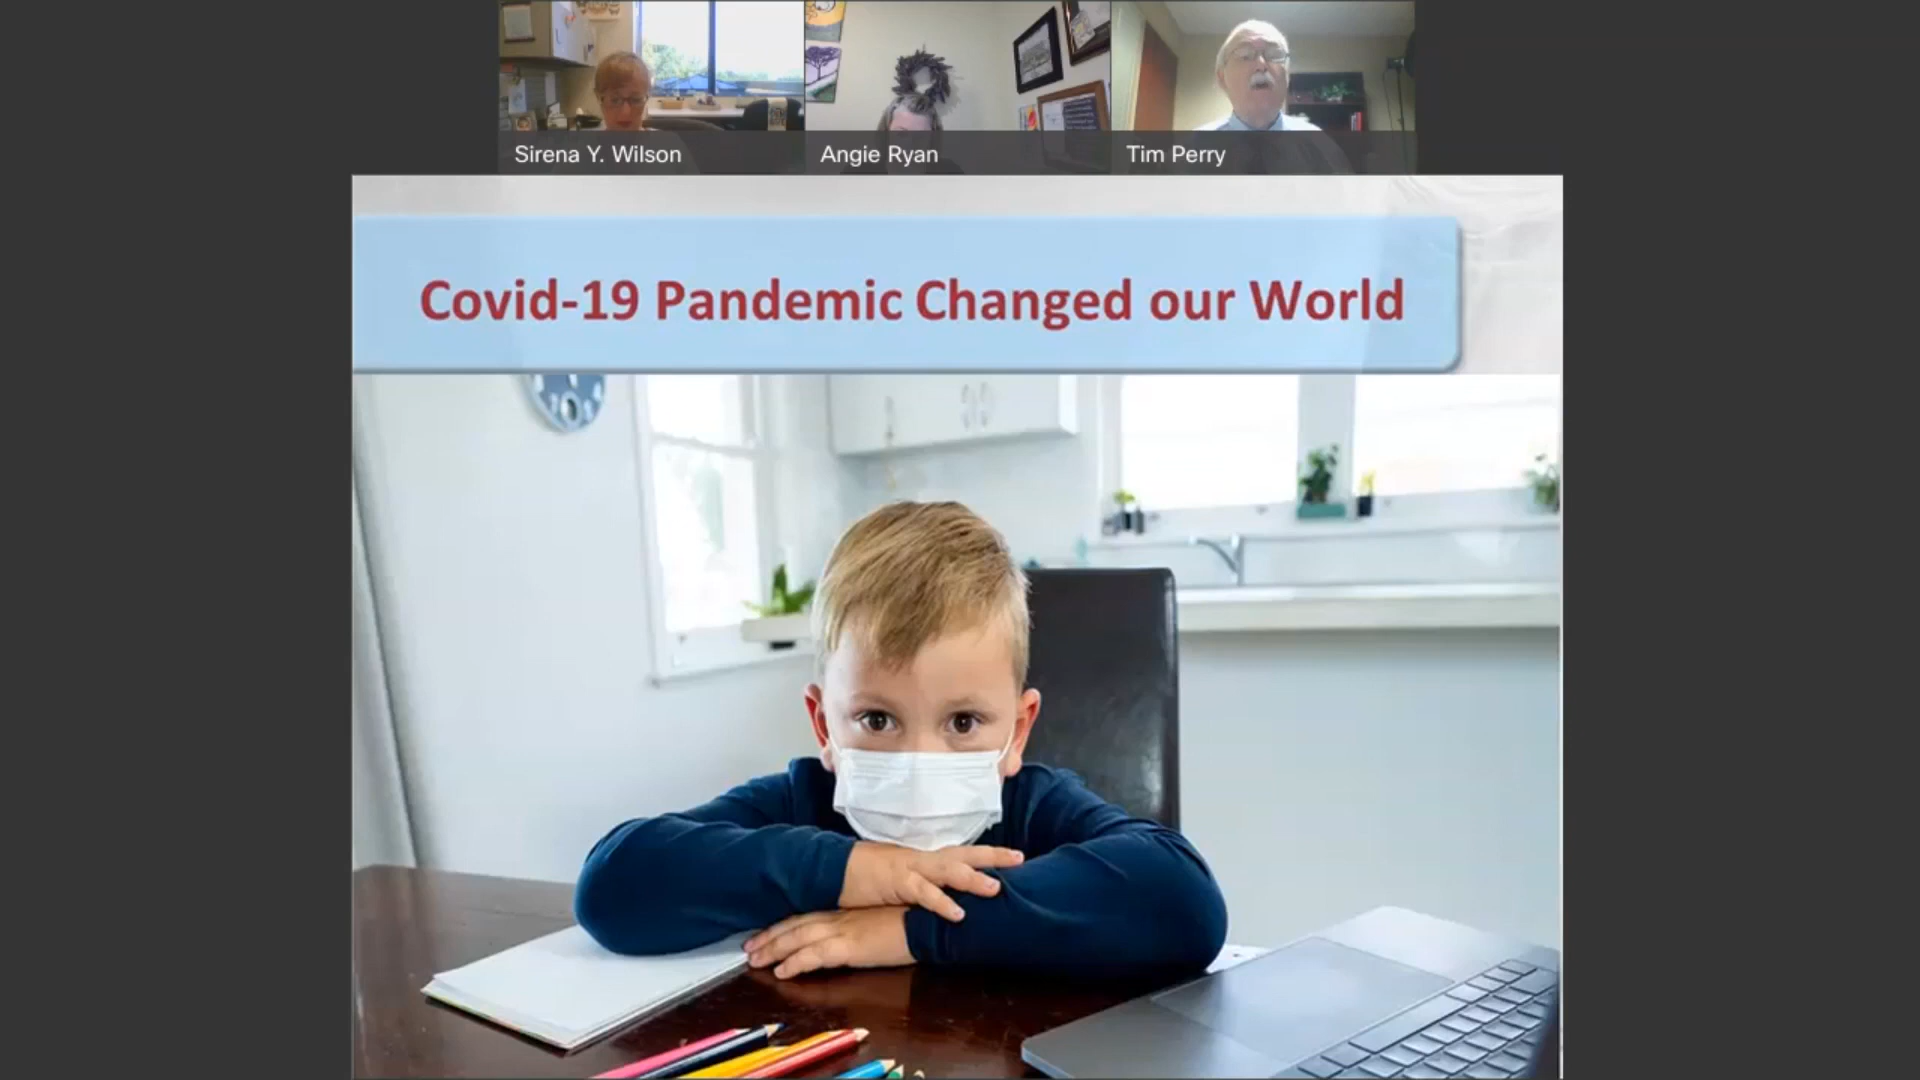 Sirena Y. Wilson
Angie Ryan
Tim Perry
Covid-19 Pandemic Changed our World